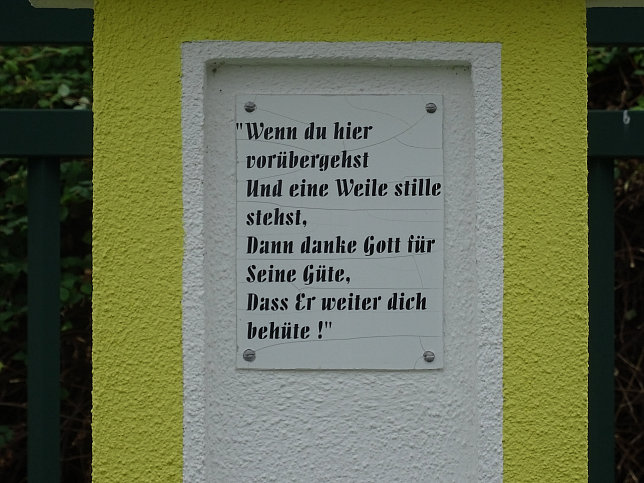 "Wenn du hier
vorübergehst
Und eine Weile stille
stehst,
Dann danke Gott für
Seine Güte,
Dass Er weiter dich
behüte !"